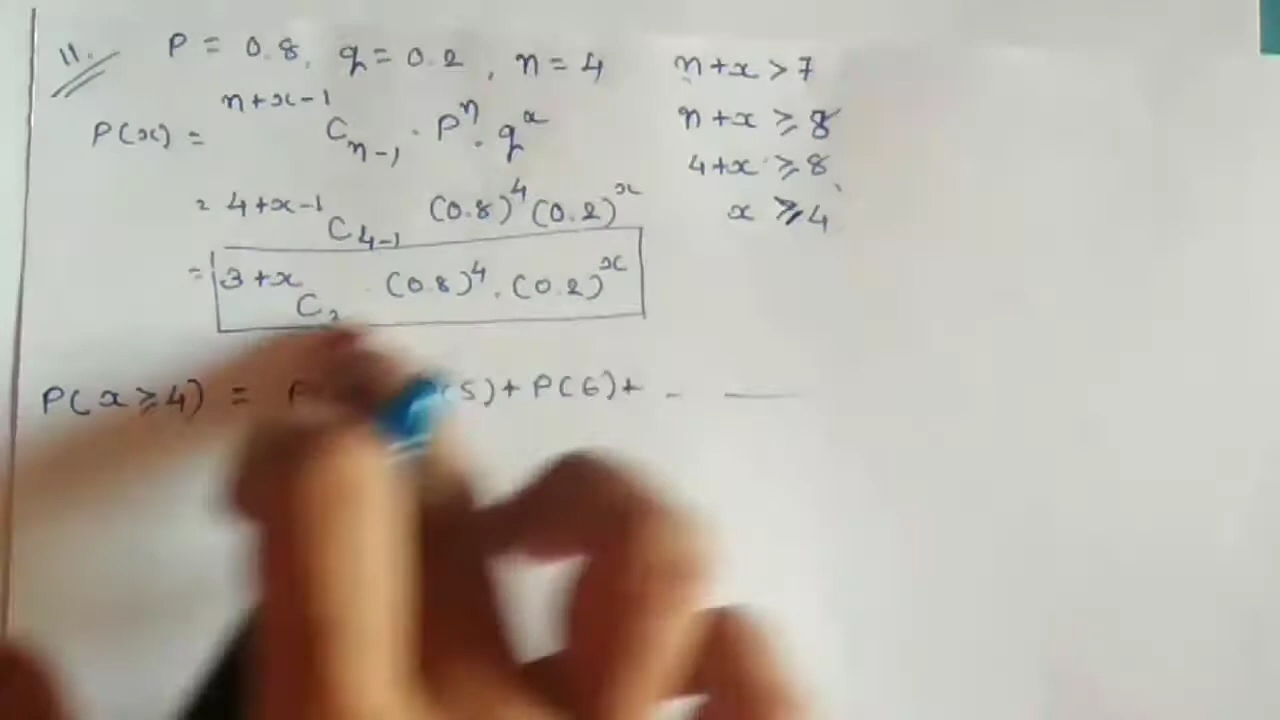 11. P = 0.8, q = 0.2, n = 4
P(x) = n+x-1 C n-1 . P^n . q^x
= 4+x-1 C 4-1 (0.8)^4 (0.2)^x
= 3+x C (0.8)^4 . (0.2)^x
n+x > 7
n+x ≥ 8
4+x ≥ 8
x ≥ 4
P(x ≥ 4) = P (5) + P(6) + - —